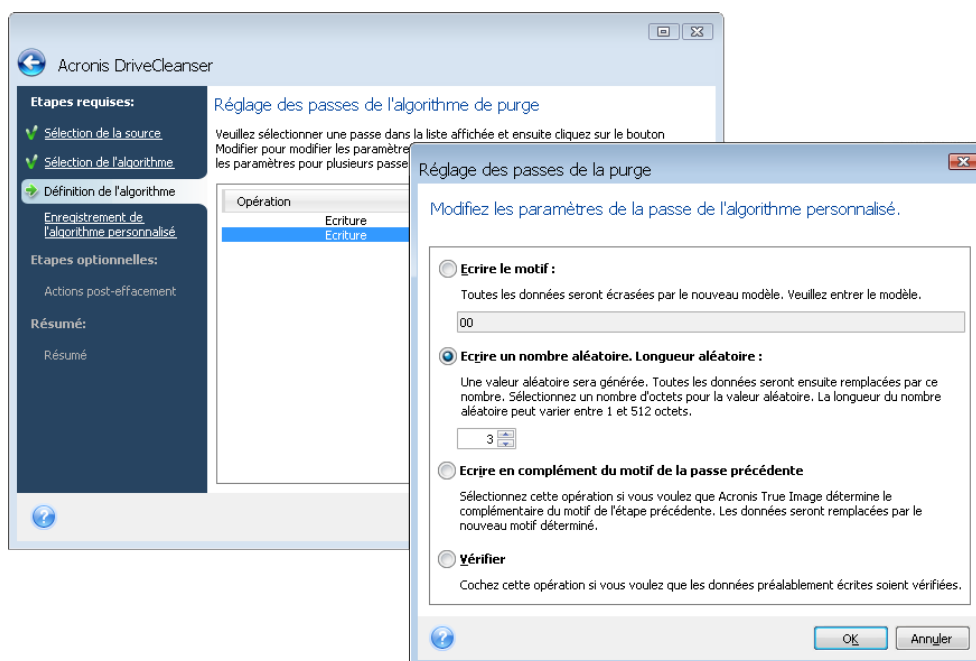 Acronis DriveCleanser
Etapes requises:
Sélection de la source
Sélection de l'algorithme
Définition de l'algorithme
Enregistrement de
l'algorithme personnalisé
Etapes optionnelles:
Actions post-effacement
Résumé:
Résumé
Réglage des passes de l'algorithme de purge
Veuillez sélectionner une passe dans la liste affichée et ensuite cliquez sur le bouton
Modifier pour modifier les paramètre
les paramètres pour plusieurs passe
Opération
Ecriture
Ecriture
Réglage des passes de la purge
Modifiez les paramètres de la passe de l'algorithme personnalisé.
Ecrire le motif :
Toutes les données seront écrasées par le nouveau modèle. Veuillez entrer le modèle.
00
Ecrire un nombre aléatoire. Longueur aléatoire :
Une valeur aléatoire sera générée. Toutes les données seront ensuite remplacées par ce
nombre. Sélectionnez un nombre d'octets pour la valeur aléatoire. La longueur du nombre
aléatoire peut varier entre 1 et 512 octets.
3
Ecrire en complément du motif de la passe précédente
Sélectionnez cette opération si vous voulez que Acronis True Image détermine le
complémentaire du motif de l'étape précédente. Les données seront remplacées par le
nouveau motif déterminé.
Vérifier
Cochez cette opération si vous voulez que les données préalablement écrites soient vérifiées.
OK
Annuler